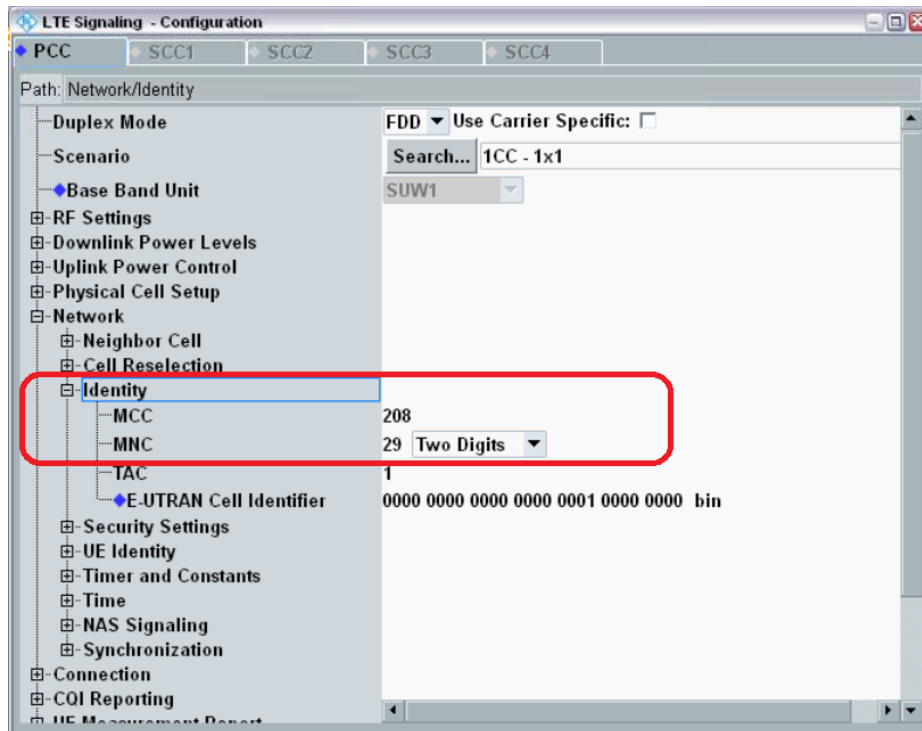 LTE Signaling - Configuration
PCC SCC1 SCC2 SCC3 SCC4
Path: Network/Identity
Duplex Mode FDD Use Carrier Specific:
Scenario Search... 1CC - 1x1
Base Band Unit SUW1
RF Settings
Downlink Power Levels
Uplink Power Control
Physical Cell Setup
Network
Neighbor Cell
Cell Reselection
Identity
MCC 208
MNC 29 Two Digits
TAC 1
E-UTRAN Cell Identifier 0000 0000 0000 0000 0001 0000 0000 bin
Security Settings
UE Identity
Timer and Constants
Time
NAS Signaling
Synchronization
Connection
CQI Reporting
UE Measurement Report